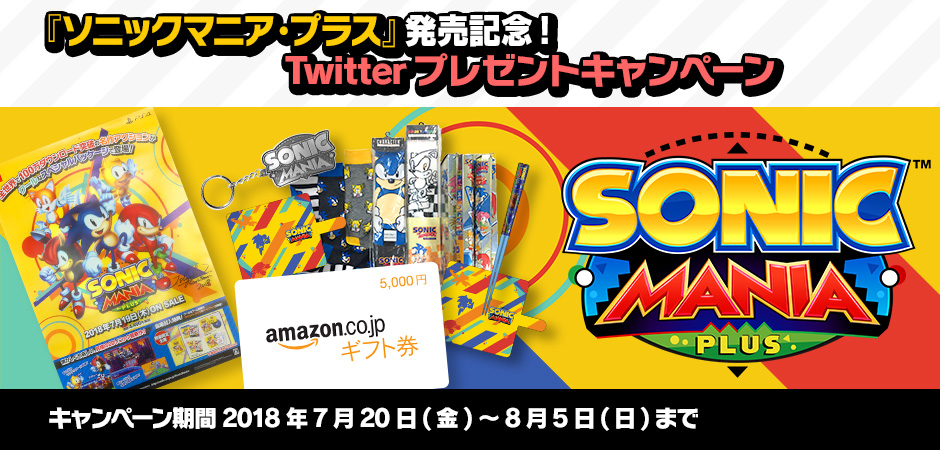 『ソニックマニア・プラス』発売記念！
Twitter プレゼントキャンペーン
SONIC
MANIA
PLUS
2018年7月19日(木) ON SALE
SONIC
MANIA
5,000円
amazon.co.jp
ギフト券
SONIC™
MANIA
PLUS
キャンペーン期間 2018年7月20日(金)～8月5日(日)まで